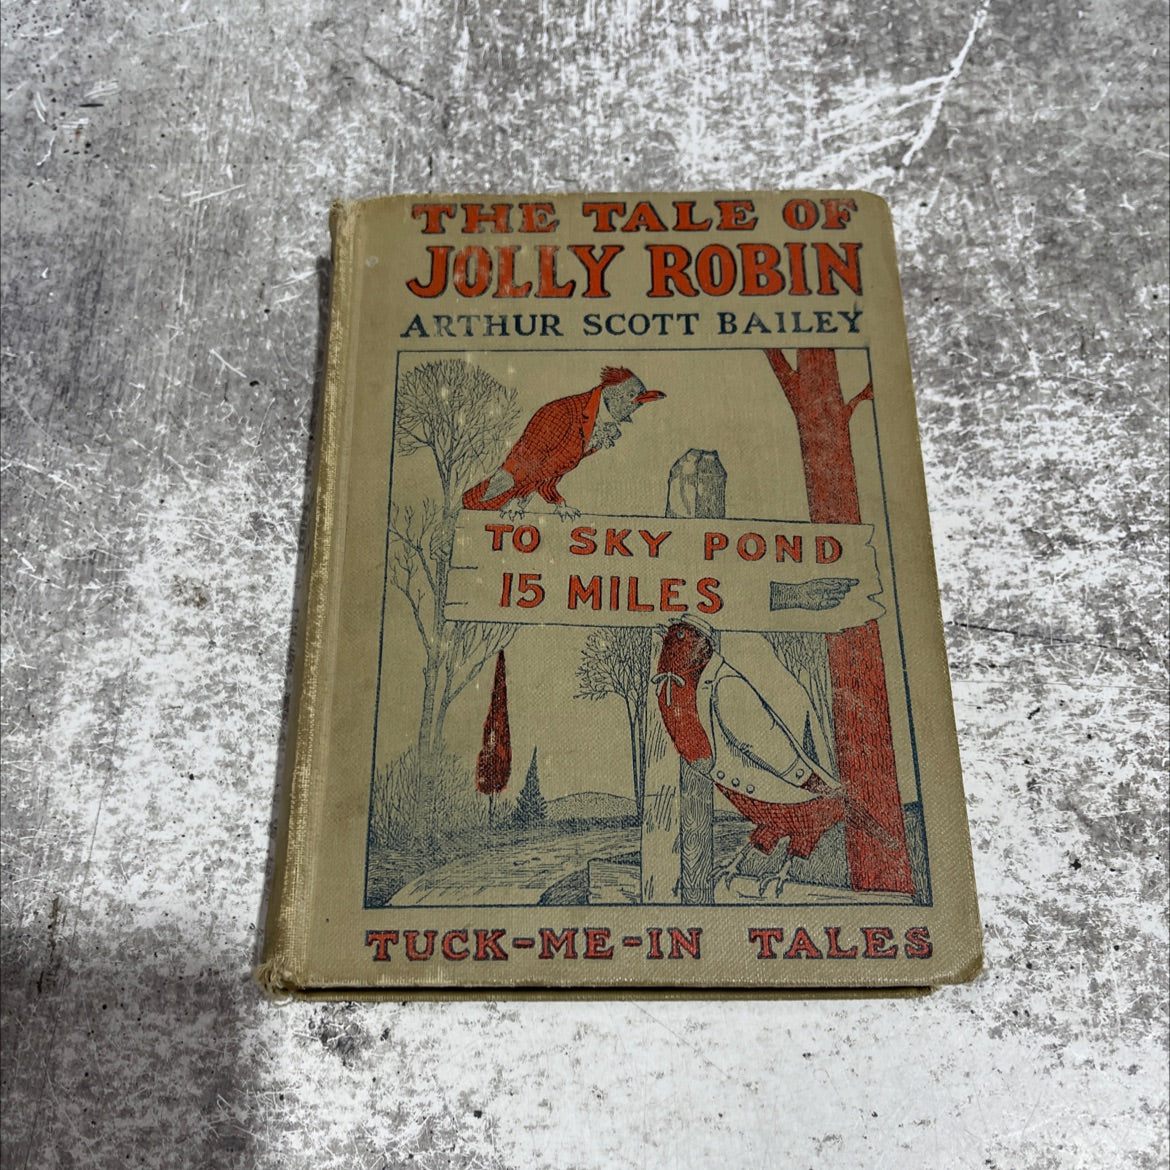 THE TALE OF
JOLLY ROBIN
ARTHUR SCOTT BAILEY
TO SKY POND
15 MILES
TUCK-ME-IN TALES